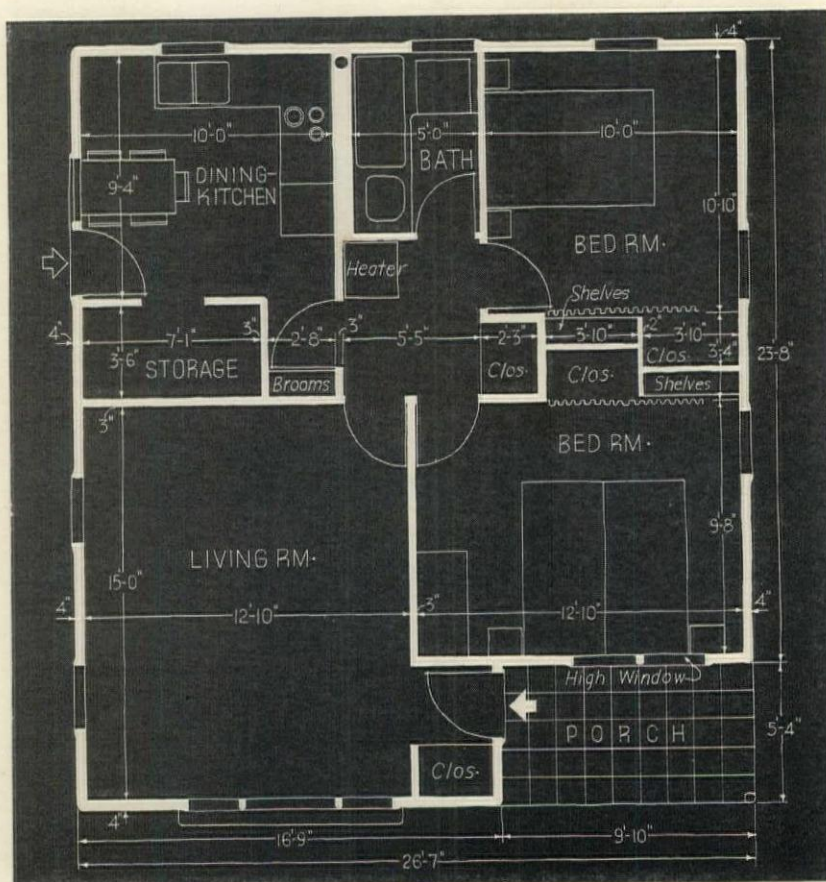 4"
10'-0"
5'-0"
10'-0"
BATH
9'-4"
DINING-
KITCHEN
10'-10"
BED RM.
Heater
Shelves
4"
7'-1"
3"
2'-8"
3"
5'-5"
2'-3"
3'-10"
2"
3'-10"
Clos.
3'-4"
23'-8"
3'-6"
STORAGE
Brooms
Clos.
Clos.
Shelves
3"
BED RM.
9'-8"
LIVING RM.
15'-0"
4"
12'-10"
3"
12'-10"
4"
High Window
PORCH
5'-4"
Clos.
4"
16'-9"
9'-10"
26'-7"